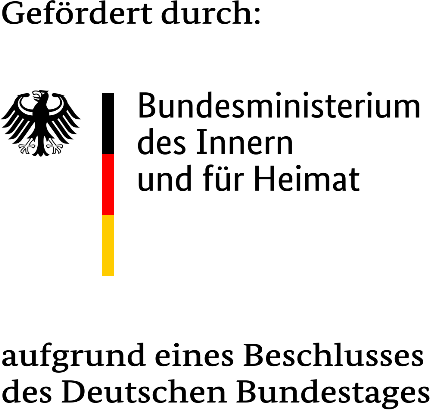 Gefördert durch:
Bundesministerium
des Innern
und für Heimat
aufgrund eines Beschlusses
des Deutschen Bundestages